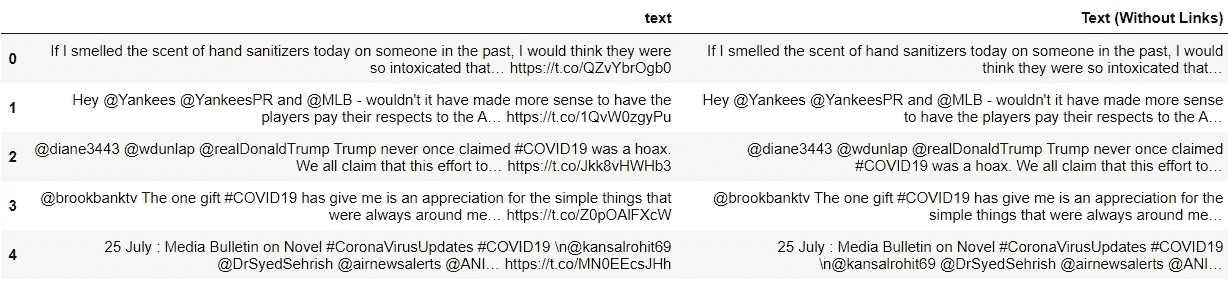 text Text (Without Links)
0 If I smelled the scent of hand sanitizers today on someone in the past, I would think they were If I smelled the scent of hand sanitizers today on someone in the past, I would
so intoxicated that… https://t.co/QZvYbrOgb0 think they were so intoxicated that…
1 Hey @Yankees @YankeesPR and @MLB - wouldn't it have made more sense to have the Hey @Yankees @YankeesPR and @MLB - wouldn't it have made more sense
players pay their respects to the A… https://t.co/1QvW0zgyPu to have the players pay their respects to the A…
2 @diane3443 @wdunlap @realDonaldTrump Trump never once claimed #COVID19 was a hoax. @diane3443 @wdunlap @realDonaldTrump Trump never once claimed
We all claim that this effort to… https://t.co/Jkk8vHWHb3 #COVID19 was a hoax. We all claim that this effort to…
3 @brookbanktv The one gift #COVID19 has give me is an appreciation for the simple things that @brookbanktv The one gift #COVID19 has give me is an appreciation for the
were always around me… https://t.co/Z0pOAlFXcW simple things that were always around me…
4 25 July : Media Bulletin on Novel #CoronaVirusUpdates #COVID19 \n@kansalrohit69 25 July : Media Bulletin on Novel #CoronaVirusUpdates #COVID19
@DrSyedSehrish @airnewsalerts @ANI… https://t.co/MN0EEcsJHh \n@kansalrohit69 @DrSyedSehrish @airnewsalerts @ANI…